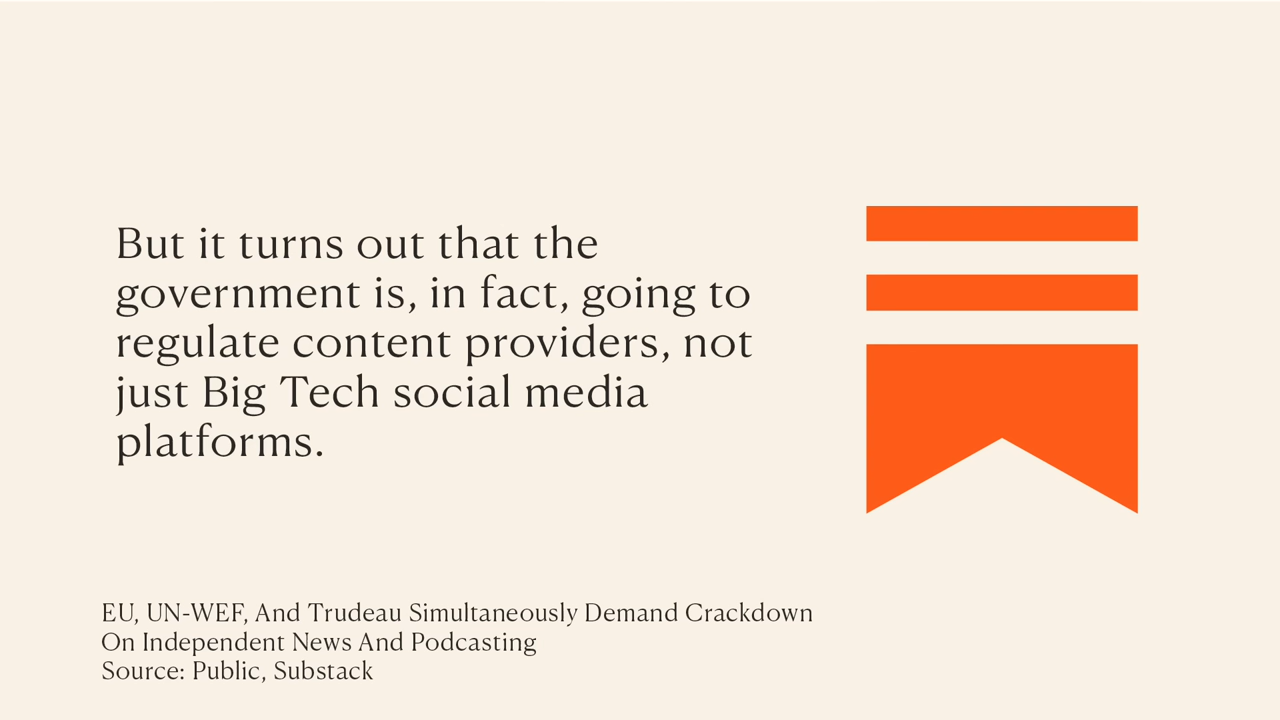 But it turns out that the
government is, in fact, going to
regulate content providers, not
just Big Tech social media
platforms.
EU, UN-WEF, And Trudeau Simultaneously Demand Crackdown
On Independent News And Podcasting
Source: Public, Substack